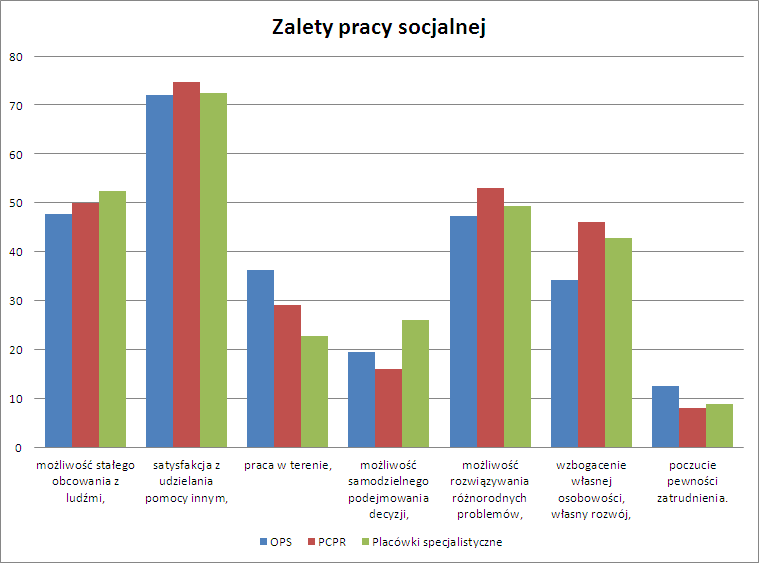 Zalety pracy socjalnej
80
70
60
50
40
30
20
10
0
możliwość stałego
obcowania z
ludźmi,
satysfakcja z
udzielania
pomocy innym,
praca w terenie,
możliwość
samodzielnego
podejmowania
decyzji,
możliwość
rozwiązywania
różnorodnych
problemów,
wzbogacenie
własnej
osobowości,
własny rozwój,
poczucie
pewności
zatrudnienia.
OPS
PCPR
Placówki specjalistyczne